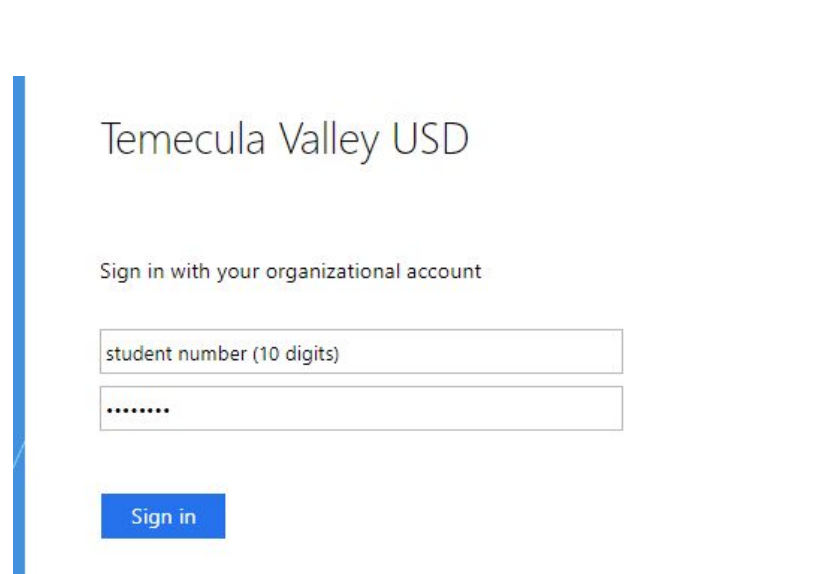 Temecula Valley USD
Sign in with your organizational account
student number (10 digits)
••••••••
Sign in